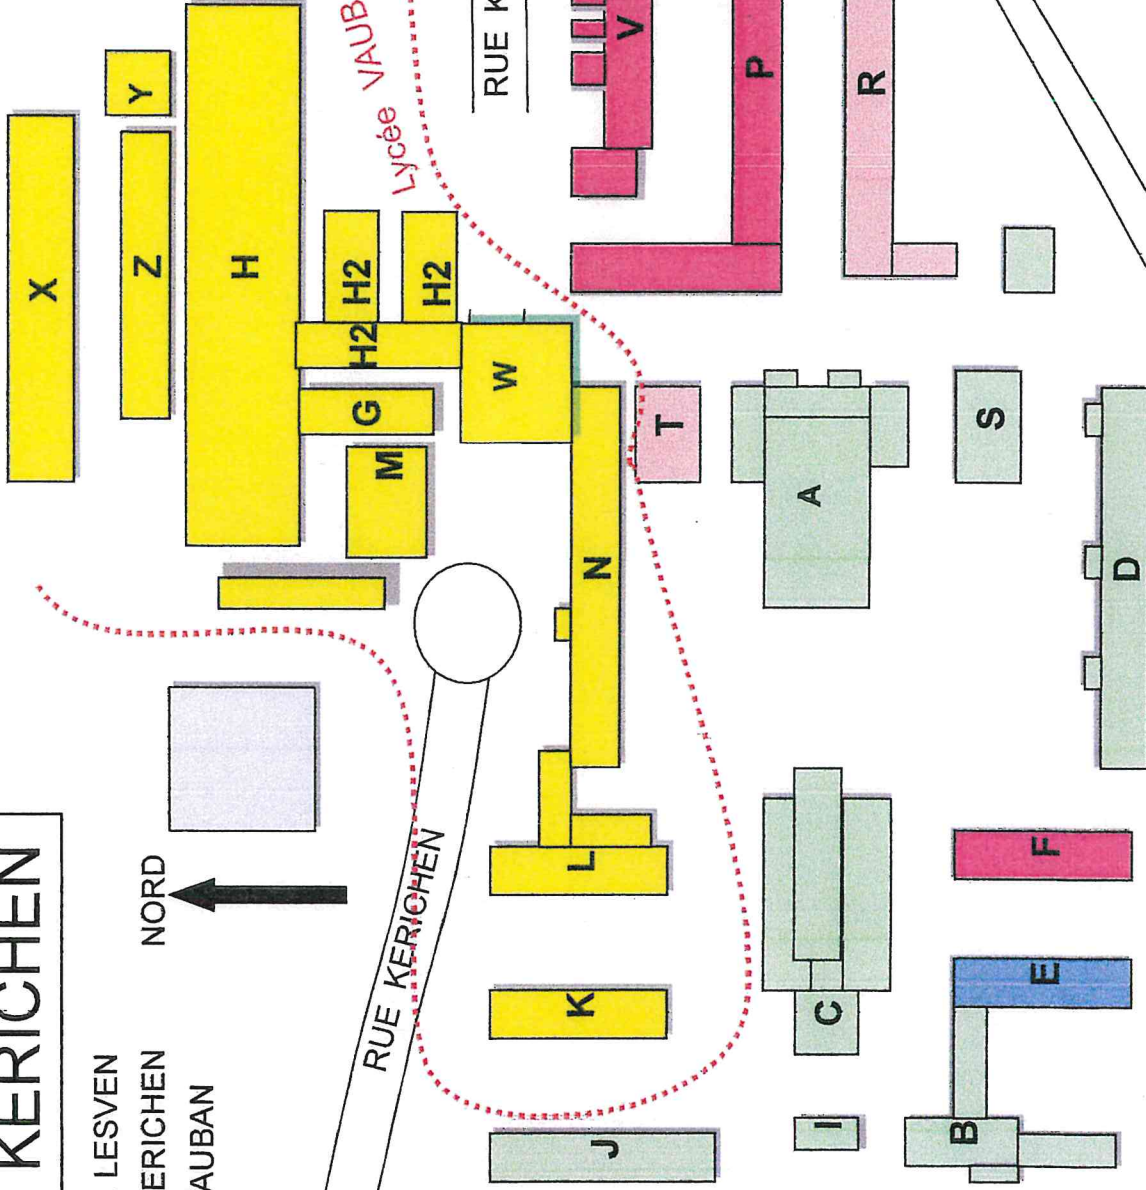 KERICHEN
LESVEN
ERICHEN
AUBAN
NORD
RUE KERICHEN
RUE K
Lycée VAUB
X
Y
Z
H
H2
H2
H2
G
M
W
N
L
K
J
V
P
R
T
A
S
D
C
I
F
E
B